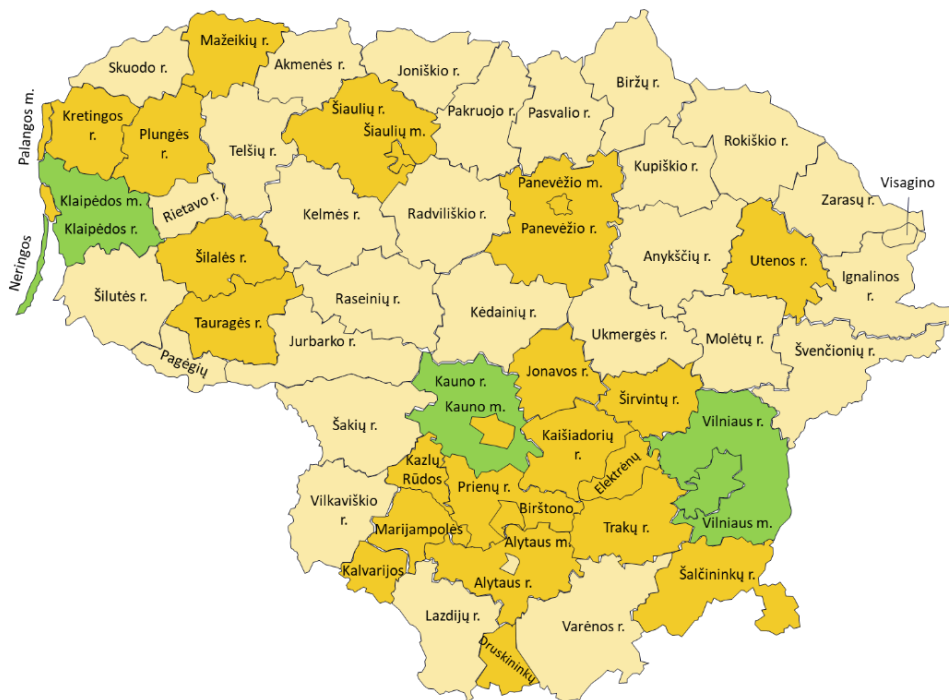 Mažeikių r.
Skuodo r.
Akmenės r.
Joniškio r.
Biržų r.
Palangos m.
Kretingos
r.
Plungės
r.
Telšių r.
Šiaulių r.
Šiaulių m.
Pakruojo r.
Pasvalio r.
Rokiškio r.
Kupiškio r.
Visagino
Zarasų r.
Klaipėdos m.
Klaipėdos r.
Rietavo r.
Kelmės r.
Radviliškio r.
Panevėžio m.
Panevėžio r.
Anykščių r.
Utenos r.
Ignalinos
r.
Neringos
Šilutės r.
Šilalės r.
Tauragės r.
Raseinių r.
Kėdainių r.
Ukmergės r.
Molėtų r.
Švenčionių r.
Pagėgių
Jurbarko r.
Kauno r.
Kauno m.
Jonavos r.
Širvintų r.
Vilniaus r.
Šakių r.
Kaišiadorių
r.
Elektrėnų
Kazlų
Rūdos
Prienų r.
Birštono
Vilkaviškio
r.
Marijampolės
Alytaus m.
Trakų r.
Vilniaus m.
Kalvarijos
Alytaus r.
Šalčininkų r.
Lazdijų r.
Varėnos r.
Druskininkų